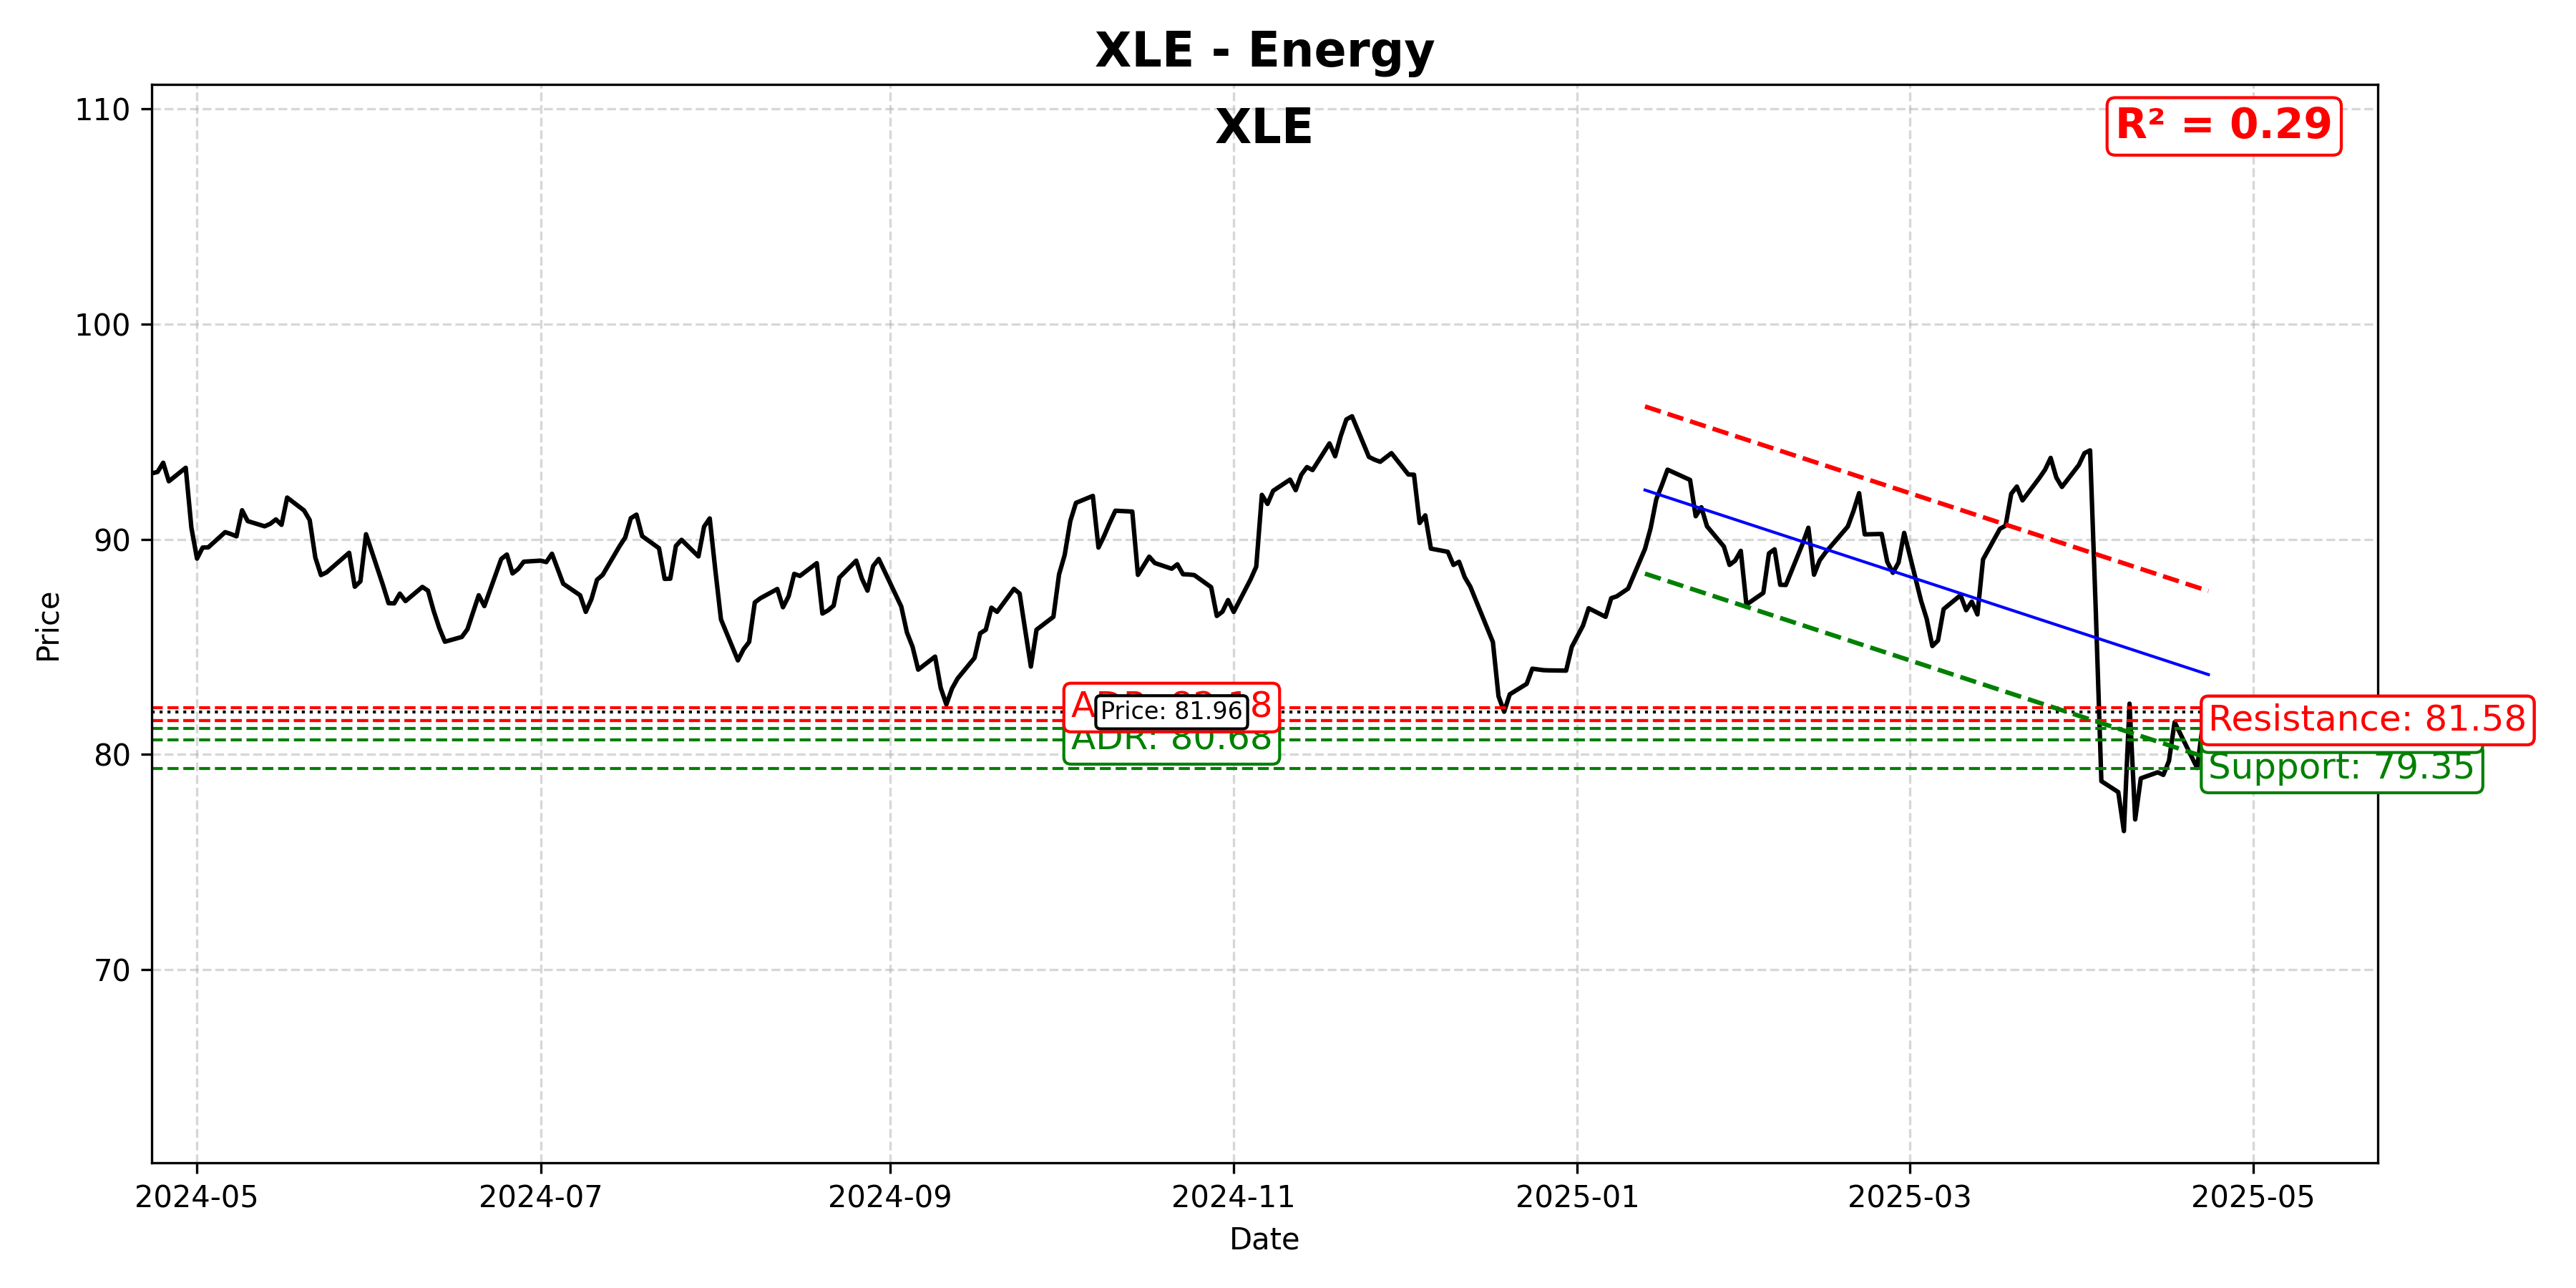 XLE - Energy
XLE
R² = 0.29
110
100
90
80
70
Price
Price: 81.96
ADR: 80.68
Resistance: 81.58
Support: 79.35
2024-05
2024-07
2024-09
2024-11
2025-01
2025-03
2025-05
Date